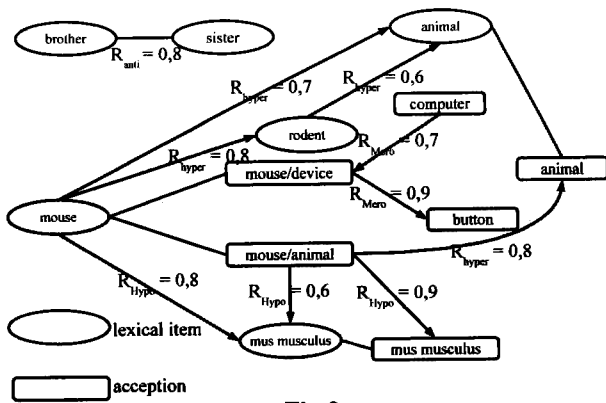 brother
sister
R_anti = 0,8
animal
R_hyper = 0,7
R_hyper = 0,6
computer
rodent
R_Mero = 0,7
R_hyper = 0,8
mouse/device
animal
R_Mero = 0,9
mouse
button
mouse/animal
R_hyper = 0,8
R_Hypo = 0,8
R_Hypo = 0,6
R_Hypo = 0,9
lexical item
mus musculus
mus musculus
acception